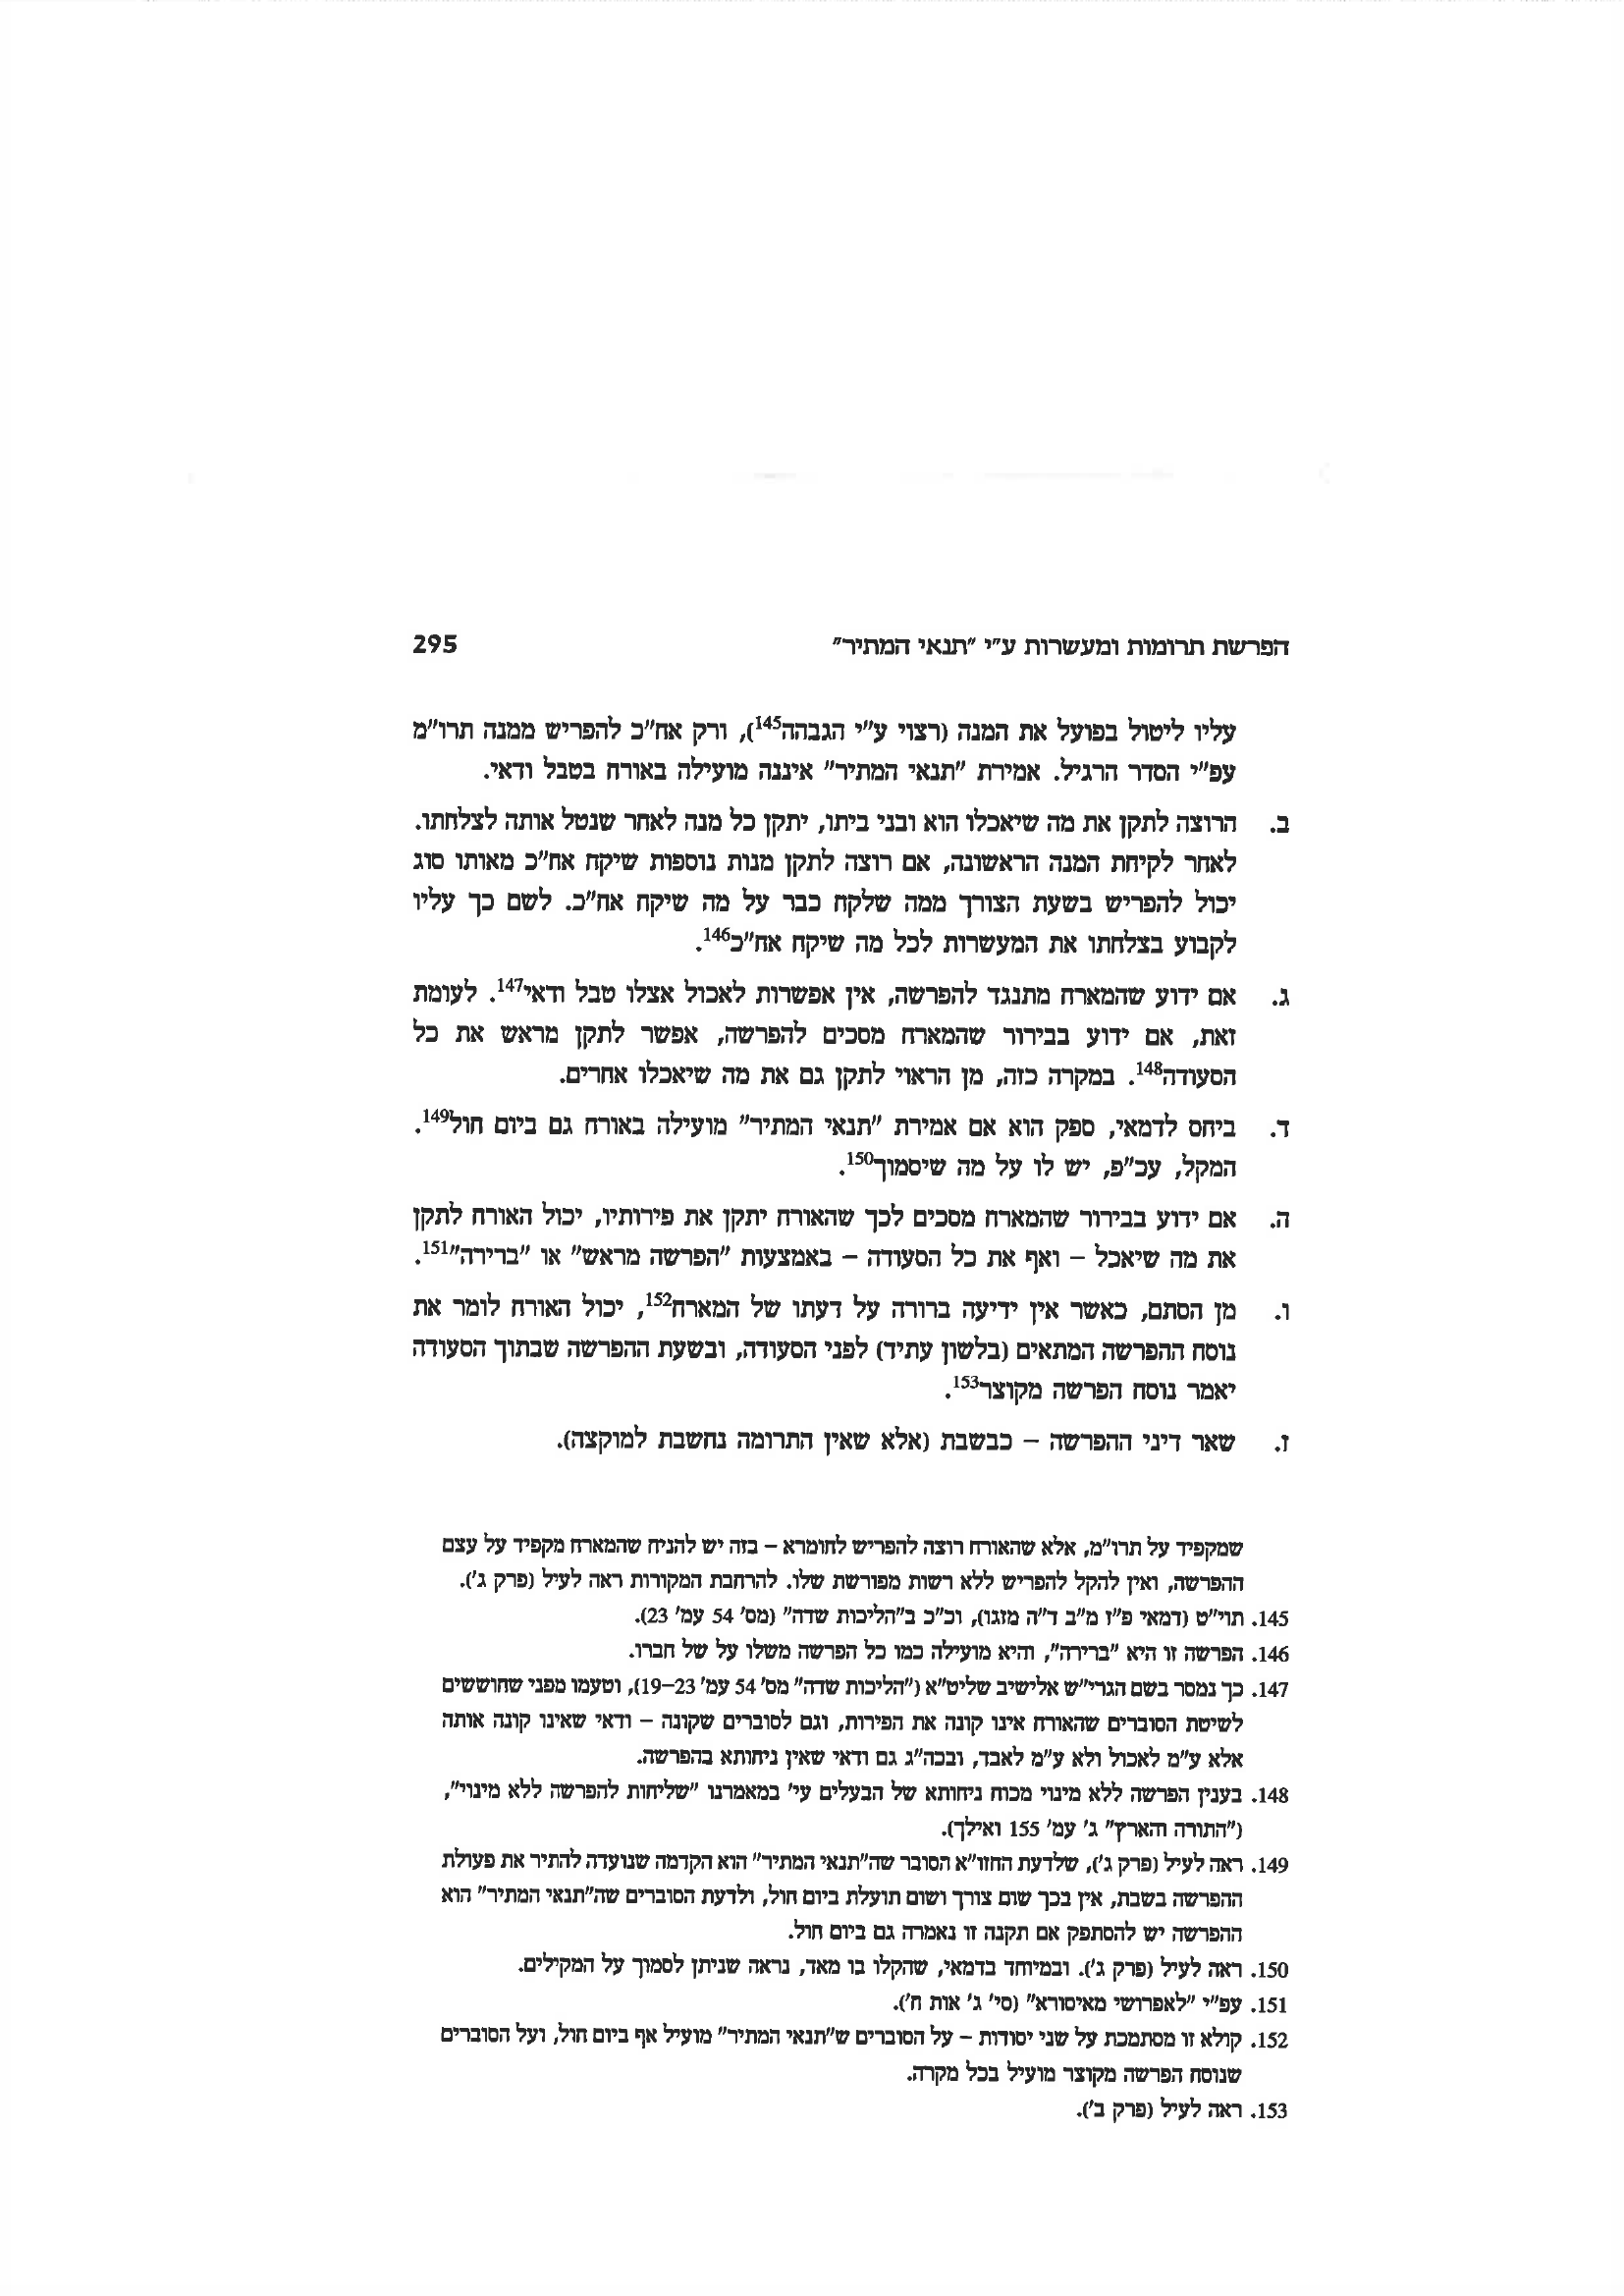 הפרשת תרומות ומעשרות ע"י "תנאי המתיר" 295
עליו ליטול בפועל את המנה (רצוי ע"י הגבהה145), ורק אח"כ להפריש ממנה תרו"מ
עפ"י הסדר הרגיל. אמירת "תנאי המתיר" איננה מועילה באורח בטבל ודאי.
ב. הרוצה לתקן את מה שיאכלו הוא ובני ביתו, יתקן כל מנה לאחר שנטל אותה לצלחתו.
לאחר לקיחת המנה הראשונה, אם רוצה לתקן מנות נוספות שיקח אח"כ מאותו סוג
יכול להפריש בשעת הצורך ממה שלקח כבר על מה שיקח אח"כ. לשם כך עליו
לקבוע בצלחתו את המעשרות לכל מה שיקח אח"כ146.
ג. אם ידוע שהמארח מתנגד להפרשה, אין אפשרות לאכול אצלו טבל ודאי147. לעומת
זאת, אם ידוע בבירור שהמארח מסכים להפרשה, אפשר לתקן מראש את כל
הסעודה148. במקרה כזה, מן הראוי לתקן גם את מה שיאכלו אחרים.
ד. ביחס לדמאי, ספק הוא אם אמירת "תנאי המתיר" מועילה באורח גם ביום חול149.
המקל, עכ"פ, יש לו על מה שיסמוך150.
ה. אם ידוע בבירור שהמארח מסכים לכך שהאורח יתקן את פירותיו, יכול האורח לתקן
את מה שיאכל – ואף את כל הסעודה – באמצעות "הפרשה מראש" או "ברירה"151.
ו. מן הסתם, כאשר אין ידיעה ברורה על דעתו של המארח152, יכול האורח לומר את
נוסח ההפרשה המתאים (בלשון עתיד) לפני הסעודה, ובשעת ההפרשה שבתוך הסעודה
יאמר נוסח הפרשה מקוצר153.
ז. שאר דיני ההפרשה – כבשבת (אלא שאין התרומה נחשבת למוקצה).
שמקפיד על תרו"מ, אלא שהאורח רוצה להפריש לחומרא – בזה יש להניח שהמארח מקפיד על עצם
ההפרשה, ואין להקל להפריש ללא רשות מפורשת שלו. להרחבת המקורות ראה לעיל (פרק ג').
145. תוי"ט (דמאי פ"ז מ"ב ד"ה מזגו), וכ"כ ב"הליכות שדה" (מס' 54 עמ' 23).
146. הפרשה זו היא "ברירה", והיא מועילה כמו כל הפרשה משלו על של חברו.
147. כך נמסר בשם הגרי"ש אלישיב שליט"א ("הליכות שדה" מס' 54 עמ' 23–19), וטעמו מפני שחוששים
לשיטת הסוברים שהאורח אינו קונה את הפירות, וגם לסוברים שקונה – ודאי שאינו קונה אותה
אלא ע"מ לאכול ולא ע"מ לאבד, ובכה"ג גם ודאי שאין ניחותא בהפרשה.
148. בענין הפרשה ללא מינוי מכוח ניחותא של הבעלים עי' במאמרנו "שליחות להפרשה ללא מינוי",
("התורה והארץ" ג' עמ' 155 ואילך).
149. ראה לעיל (פרק ג'), שלדעת החזו"א הסובר שה"תנאי המתיר" הוא הקדמה שנועדה להתיר את פעולת
ההפרשה בשבת, אין בכך שום צורך ושום תועלת ביום חול, ולדעת הסוברים שה"תנאי המתיר" הוא
ההפרשה יש להסתפק אם תקנה זו נאמרה גם ביום חול.
150. ראה לעיל (פרק ג'). ובמיוחד בדמאי, שהקלו בו מאד, נראה שניתן לסמוך על המקילים.
151. עפ"י "לאפרושי מאיסורא" (סי' ג' אות ח').
152. קולא זו מסתמכת על שני יסודות – על הסוברים ש"תנאי המתיר" מועיל אף ביום חול, ועל הסוברים
שנוסח הפרשה מקוצר מועיל בכל מקרה.
153. ראה לעיל (פרק ב').